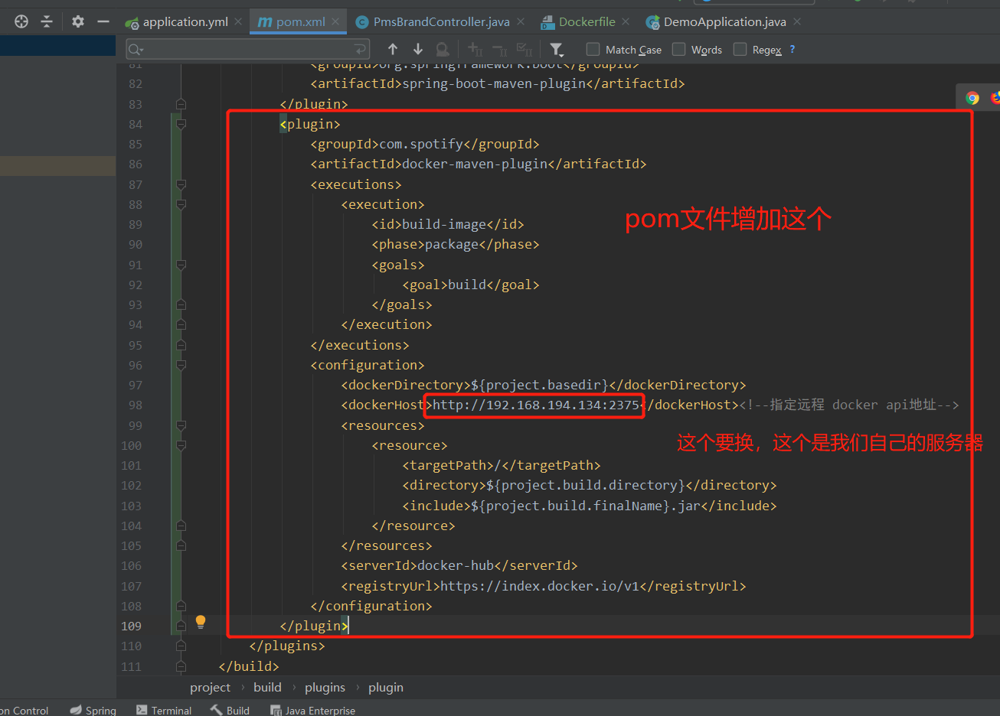 application.yml
pom.xml
PmsBrandController.java
Dockerfile
DemoApplication.java
Match Case
Words
Regex
?
81 <groupId>org.springframework.boot</groupId>
82 <artifactId>spring-boot-maven-plugin</artifactId>
83 </plugin>
84 <plugin>
85 <groupId>com.spotify</groupId>
86 <artifactId>docker-maven-plugin</artifactId>
87 <executions>
88 <execution>
pom文件增加这个
89 <id>build-image</id>
90 <phase>package</phase>
91 <goals>
92 <goal>build</goal>
93 </goals>
94 </execution>
95 </executions>
96 <configuration>
97 <dockerDirectory>${project.basedir}</dockerDirectory>
98 <dockerHost>http://192.168.194.134:2375</dockerHost><!--指定远程 docker api地址-->
99 <resources>
这个要换，这个是我们自己的服务器
100 <resource>
101 <targetPath>/</targetPath>
102 <directory>${project.build.directory}</directory>
103 <include>${project.build.finalName}.jar</include>
104 </resource>
105 </resources>
106 <serverId>docker-hub</serverId>
107 <registryUrl>https://index.docker.io/v1</registryUrl>
108 </configuration>
109 </plugin>
110 </plugins>
111 </build>
project › build › plugins › plugin
on Control
Spring
Terminal
Build
Java Enterprise